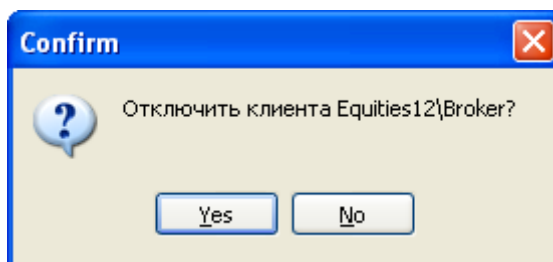 Confirm
Отключить клиента Equities12\Broker?
Yes No